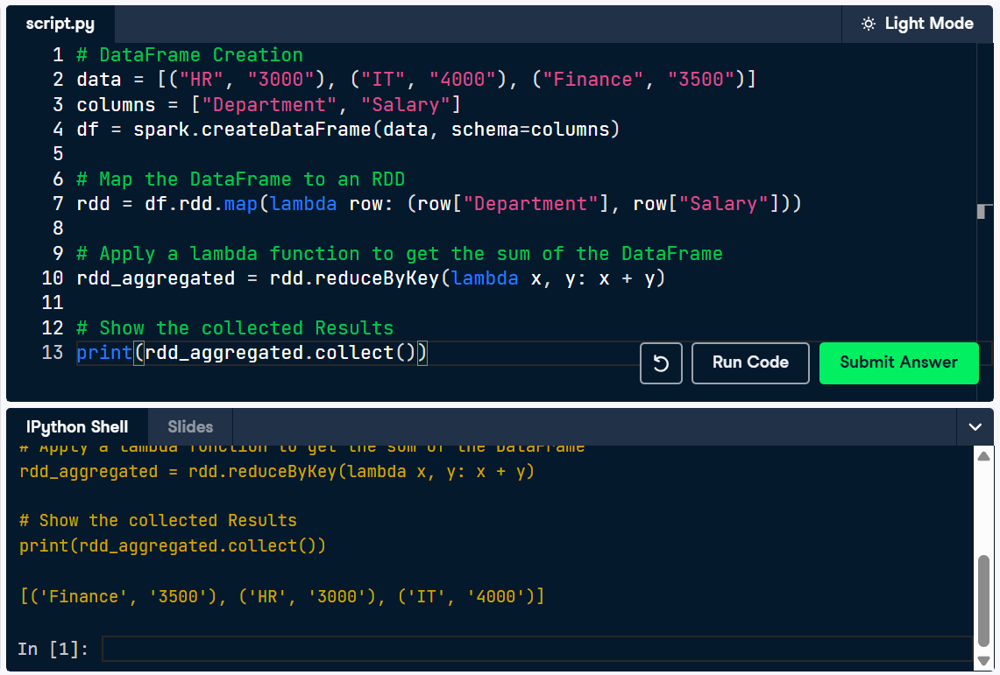 script.py
Light Mode
1 # DataFrame Creation
2 data = [("HR", "3000"), ("IT", "4000"), ("Finance", "3500")]
3 columns = ["Department", "Salary"]
4 df = spark.createDataFrame(data, schema=columns)
5
6 # Map the DataFrame to an RDD
7 rdd = df.rdd.map(lambda row: (row["Department"], row["Salary"]))
8
9 # Apply a lambda function to get the sum of the DataFrame
10 rdd_aggregated = rdd.reduceByKey(lambda x, y: x + y)
11
12 # Show the collected Results
13 print(rdd_aggregated.collect())
Run Code
Submit Answer
IPython Shell
Slides
# Apply a lambda function to get the sum of the DataFrame
rdd_aggregated = rdd.reduceByKey(lambda x, y: x + y)
# Show the collected Results
print(rdd_aggregated.collect())
[('Finance', '3500'), ('HR', '3000'), ('IT', '4000')]
In [1]: